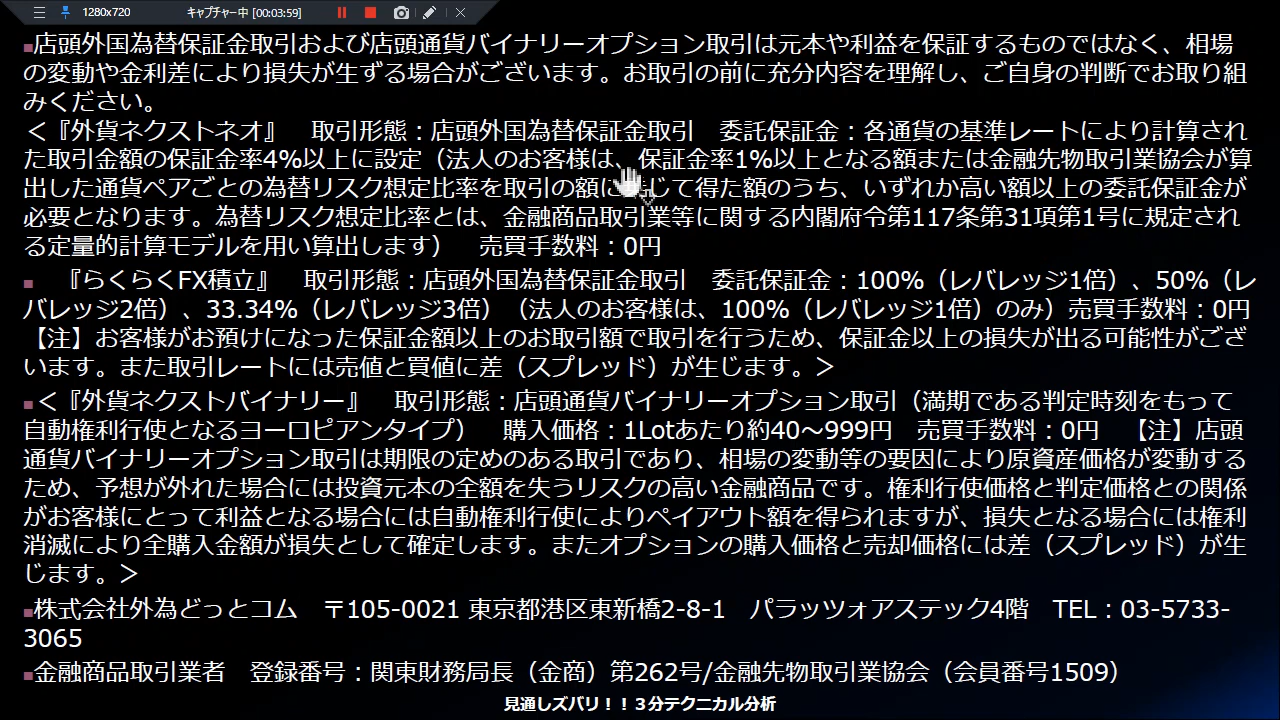 1280x720 キャプチャー中 [00:03:59]
■店頭外国為替保証金取引および店頭通貨バイナリーオプション取引は元本や利益を保証するものではなく、相場
の変動や金利差により損失が生ずる場合がございます。お取引の前に充分内容を理解し、ご自身の判断でお取り組
みください。
＜『外貨ネクストネオ』　取引形態：店頭外国為替保証金取引　委託保証金：各通貨の基準レートにより計算され
た取引金額の保証金率4%以上に設定（法人のお客様は、保証金率1%以上となる額または金融先物取引業協会が算
出した通貨ペアごとの為替リスク想定比率を取引の額に じて得た額のうち、いずれか高い額以上の委託保証金が
必要となります。為替リスク想定比率とは、金融商品取引業等に関する内閣府令第117条第31項第1号に規定され
る定量的計算モデルを用い算出します）　売買手数料：0円
■　『らくらくFX積立』　取引形態：店頭外国為替保証金取引　委託保証金：100%（レバレッジ1倍）、50%（レ
バレッジ2倍）、33.34%（レバレッジ3倍）（法人のお客様は、100%（レバレッジ1倍）のみ）売買手数料：0円
【注】お客様がお預けになった保証金額以上のお取引額で取引を行うため、保証金以上の損失が出る可能性がござ
います。また取引レートには売値と買値に差（スプレッド）が生じます。＞
■＜『外貨ネクストバイナリー』　取引形態：店頭通貨バイナリーオプション取引（満期である判定時刻をもって
自動権利行使となるヨーロピアンタイプ）　購入価格：1Lotあたり約40～999円　売買手数料：0円　【注】店頭
通貨バイナリーオプション取引は期限の定めのある取引であり、相場の変動等の要因により原資産価格が変動する
ため、予想が外れた場合には投資元本の全額を失うリスクの高い金融商品です。権利行使価格と判定価格との関係
がお客様にとって利益となる場合には自動権利行使によりペイアウト額を得られますが、損失となる場合には権利
消滅により全購入金額が損失として確定します。またオプションの購入価格と売却価格には差（スプレッド）が生
じます。＞
■株式会社外為どっとコム　〒105-0021 東京都港区東新橋2-8-1　パラッツォアステック4階　TEL：03-5733-
3065
■金融商品取引業者　登録番号：関東財務局長（金商）第262号/金融先物取引業協会（会員番号1509）
見通しズバリ！！３分テクニカル分析